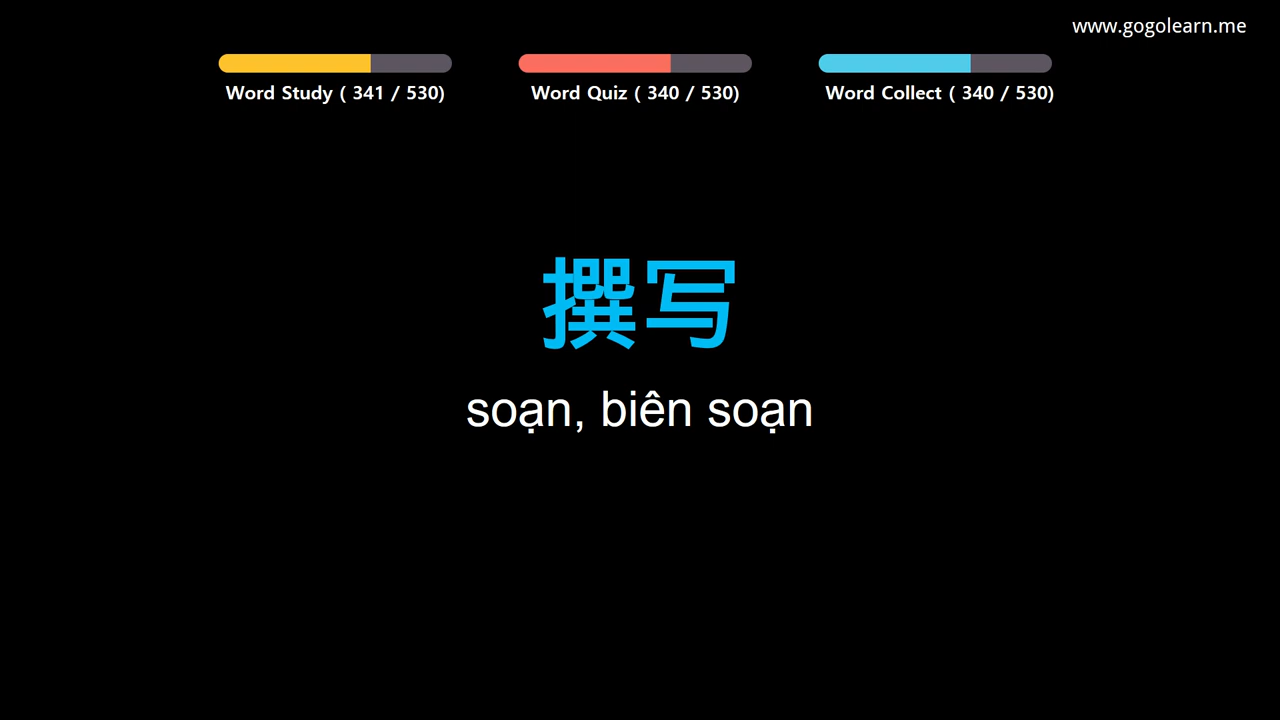 www.gogolearn.me
Word Study ( 341 / 530)
Word Quiz ( 340 / 530)
Word Collect ( 340 / 530)
撰写
soạn, biên soạn